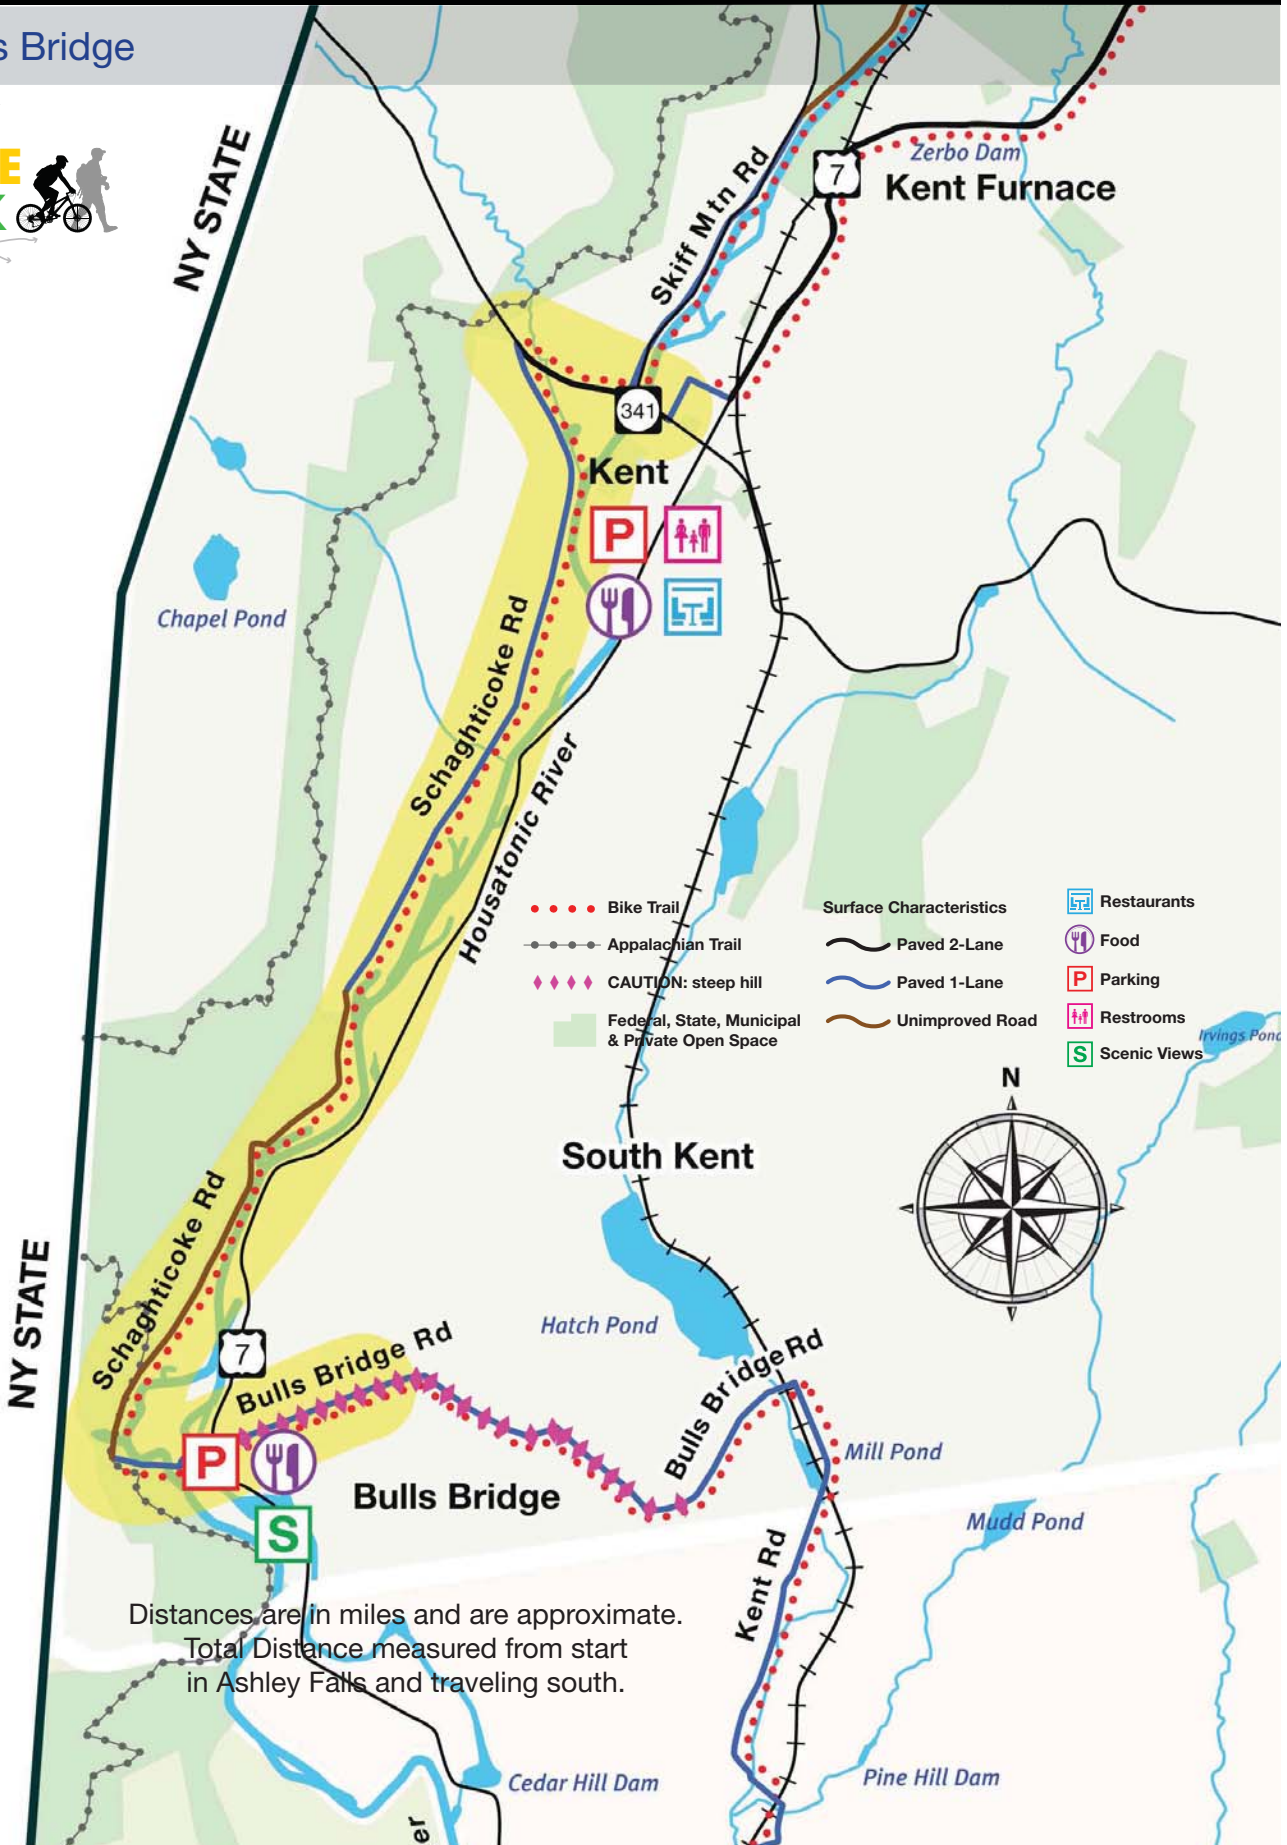 s Bridge
E
NY STATE
Zerbo Dam
7
Kent Furnace
Skiff Mtn Rd
341
Kent
P
Chapel Pond
Schaghticoke Rd
Housatonic River
Bike Trail
Appalachian Trail
CAUTION: steep hill
Federal, State, Municipal
& Private Open Space
Surface Characteristics
Paved 2-Lane
Paved 1-Lane
Unimproved Road
Restaurants
Food
P Parking
Restrooms
S Scenic Views
Irvings Pond
N
South Kent
Schaghticoke Rd
NY STATE
Hatch Pond
7
Bulls Bridge Rd
Bulls Bridge Rd
P
Mill Pond
Bulls Bridge
S
Mudd Pond
Kent Rd
Distances are in miles and are approximate.
Total Distance measured from start
in Ashley Falls and traveling south.
Cedar Hill Dam
Pine Hill Dam
er